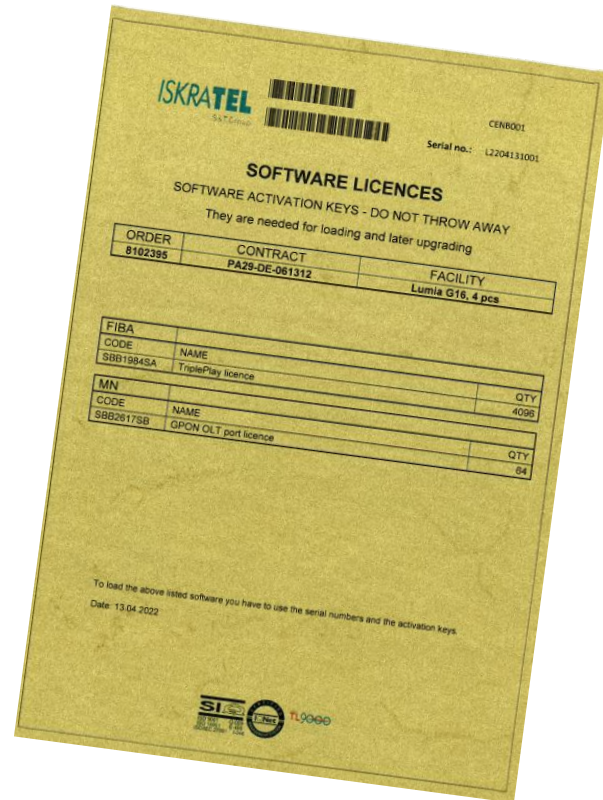 ISKRATEL
S&T Group
CENB001
Serial no.: L2204131001
SOFTWARE LICENCES
SOFTWARE ACTIVATION KEYS - DO NOT THROW AWAY
They are needed for loading and later upgrading
ORDER CONTRACT FACILITY
8102395 PA29-DE-061312 Lumia G16, 4 pcs
FIBA
CODE NAME QTY
SBB1984SA TriplePlay licence 4096
MN
CODE NAME QTY
SBB2617SB GPON OLT port licence 64
To load the above listed software you have to use the serial numbers and the activation keys.
Date: 13.04.2022
SIQ
IQNet
TL9000